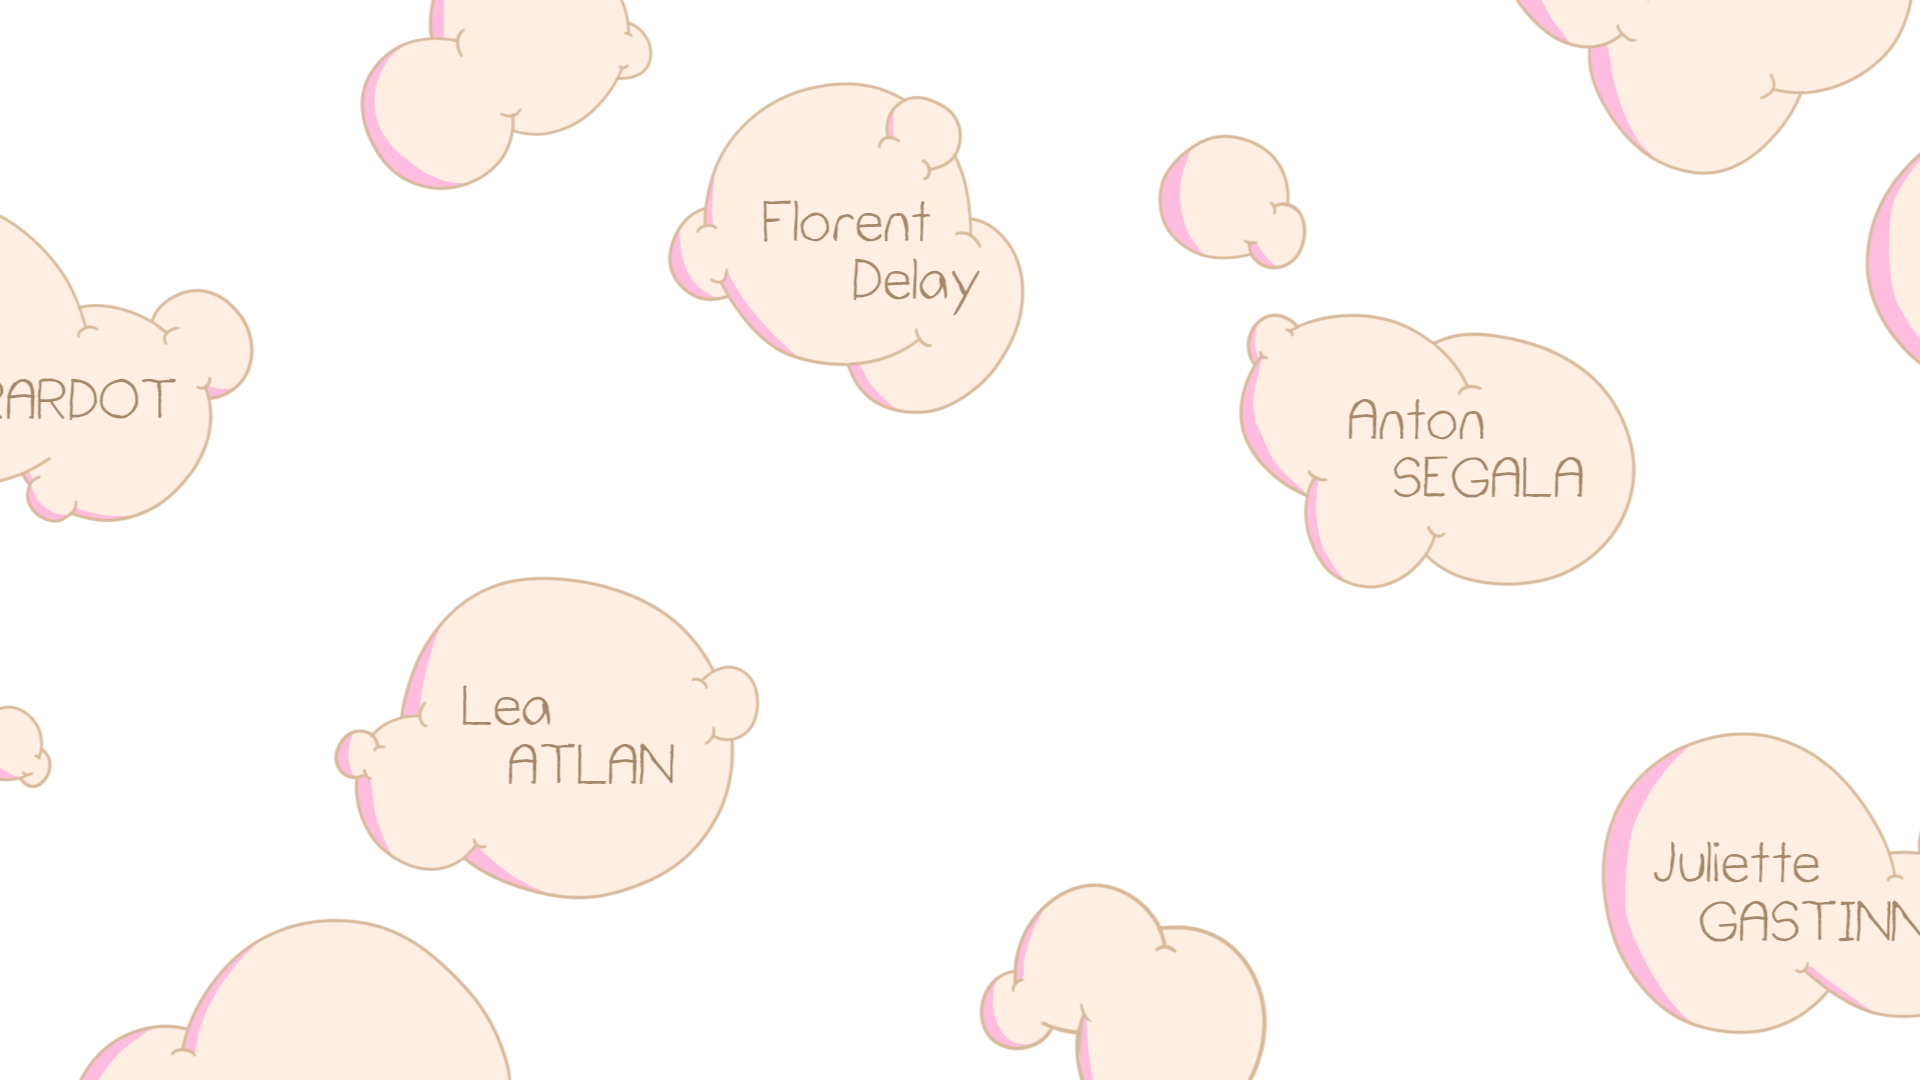 Florent
Delay
RARDOT
Anton
SEGALA
Lea
ATLAN
Juliette
GASTINN